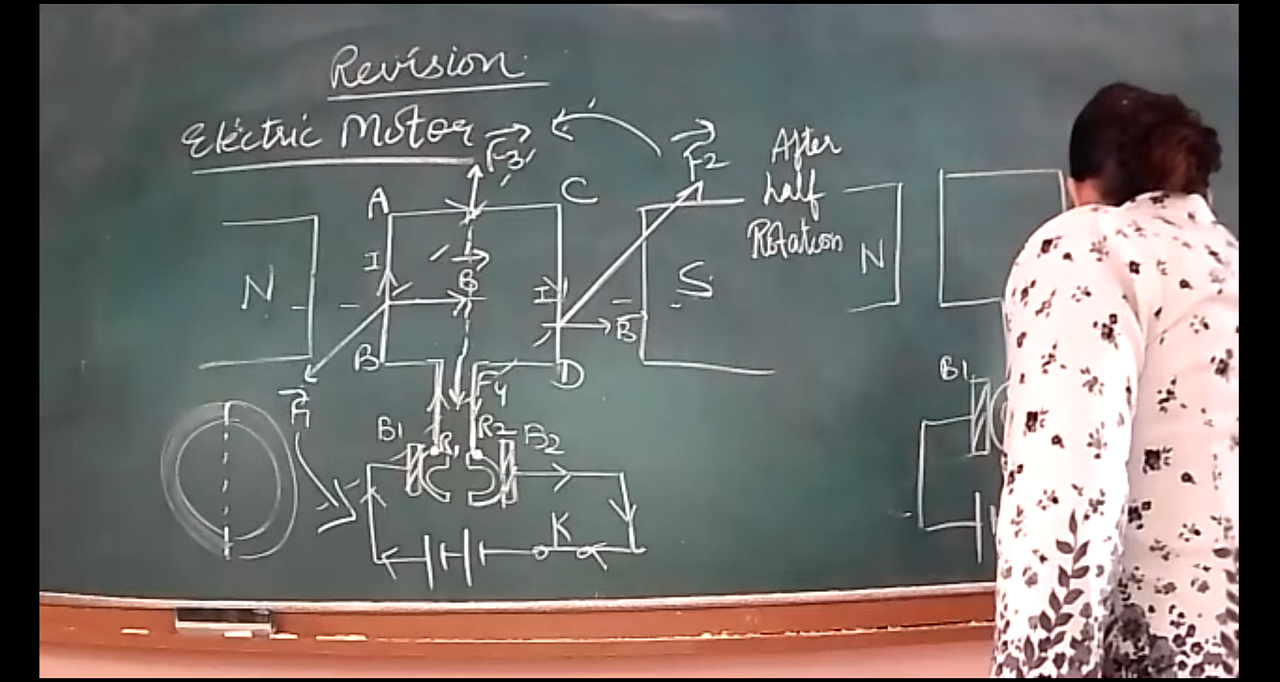 Revision
Electric Motor
F3
F2
After
half
Rotation
A
C
I
B
N
I
S
N
B
B
D
F1
F4
B1
R1
R2
B2
K
B1